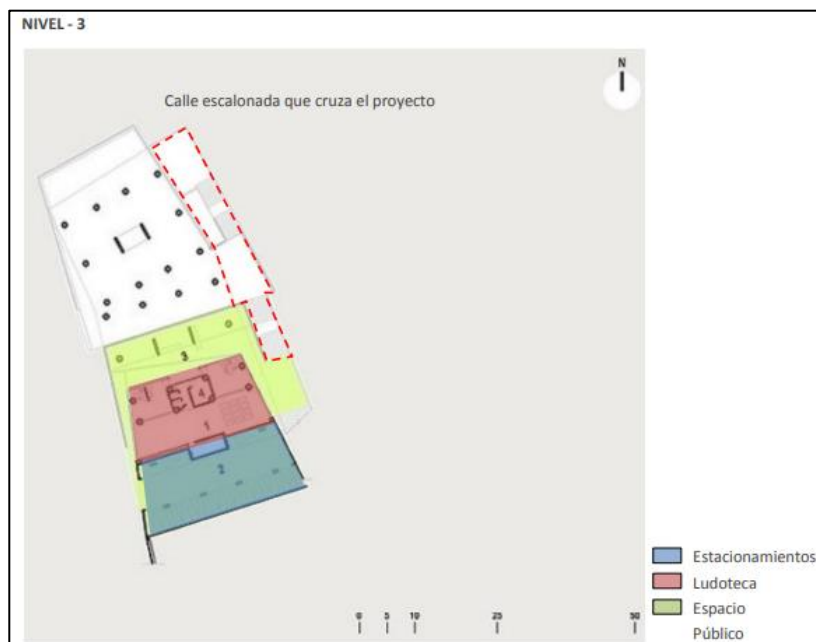 NIVEL - 3
N
Calle escalonada que cruza el proyecto
3
4
1
2
Estacionamientos
Ludoteca
Espacio
Público
0 5 10 25 50